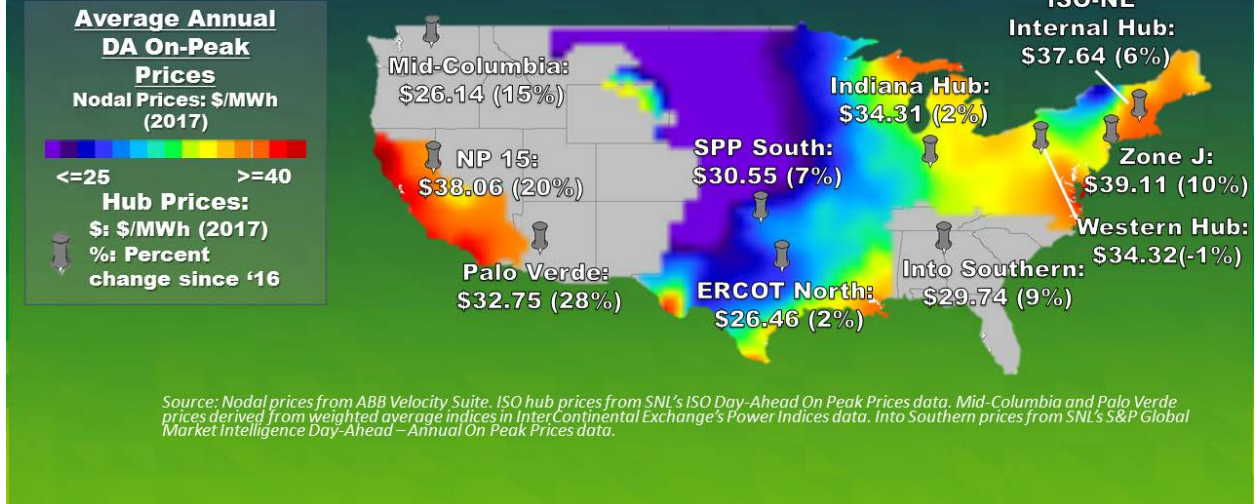 Average Annual
DA On-Peak
Prices
Nodal Prices: $/MWh
(2017)
<=25 >=40
Hub Prices:
$: $/MWh (2017)
%: Percent
change since ‘16
Mid-Columbia:
$26.14 (15%)
NP 15:
$38.06 (20%)
Palo Verde:
$32.75 (28%)
SPP South:
$30.55 (7%)
ERCOT North:
$26.46 (2%)
Indiana Hub:
$34.31 (2%)
Into Southern:
$29.74 (9%)
ISO-NE
Internal Hub:
$37.64 (6%)
Zone J:
$39.11 (10%)
Western Hub:
$34.32(-1%)
Source: Nodal prices from ABB Velocity Suite. ISO hub prices from SNL’s ISO Day-Ahead On Peak Prices data. Mid-Columbia and Palo Verde
prices derived from weighted average indices in InterContinental Exchange’s Power Indices data. Into Southern prices from SNL’s S&P Global
Market Intelligence Day-Ahead – Annual On Peak Prices data.